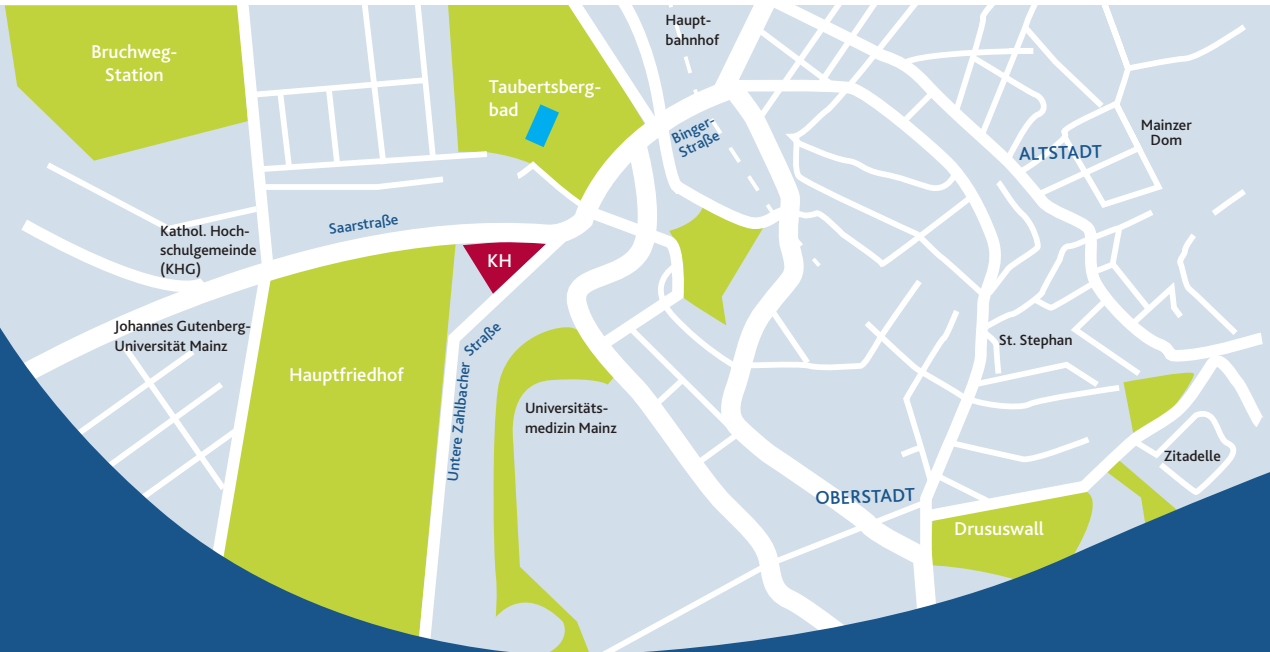 Haupt-
bahnhof
Bruchweg-
Station
Taubertsberg-
bad
Binger-
Straße
Mainzer
Dom
ALTSTADT
Saarstraße
Kathol. Hoch-
schulgemeinde
(KHG)
KH
Johannes Gutenberg-
Universität Mainz
St. Stephan
Hauptfriedhof
Untere Zahlbacher Straße
Universitäts-
medizin Mainz
Zitadelle
OBERSTADT
Drususwall